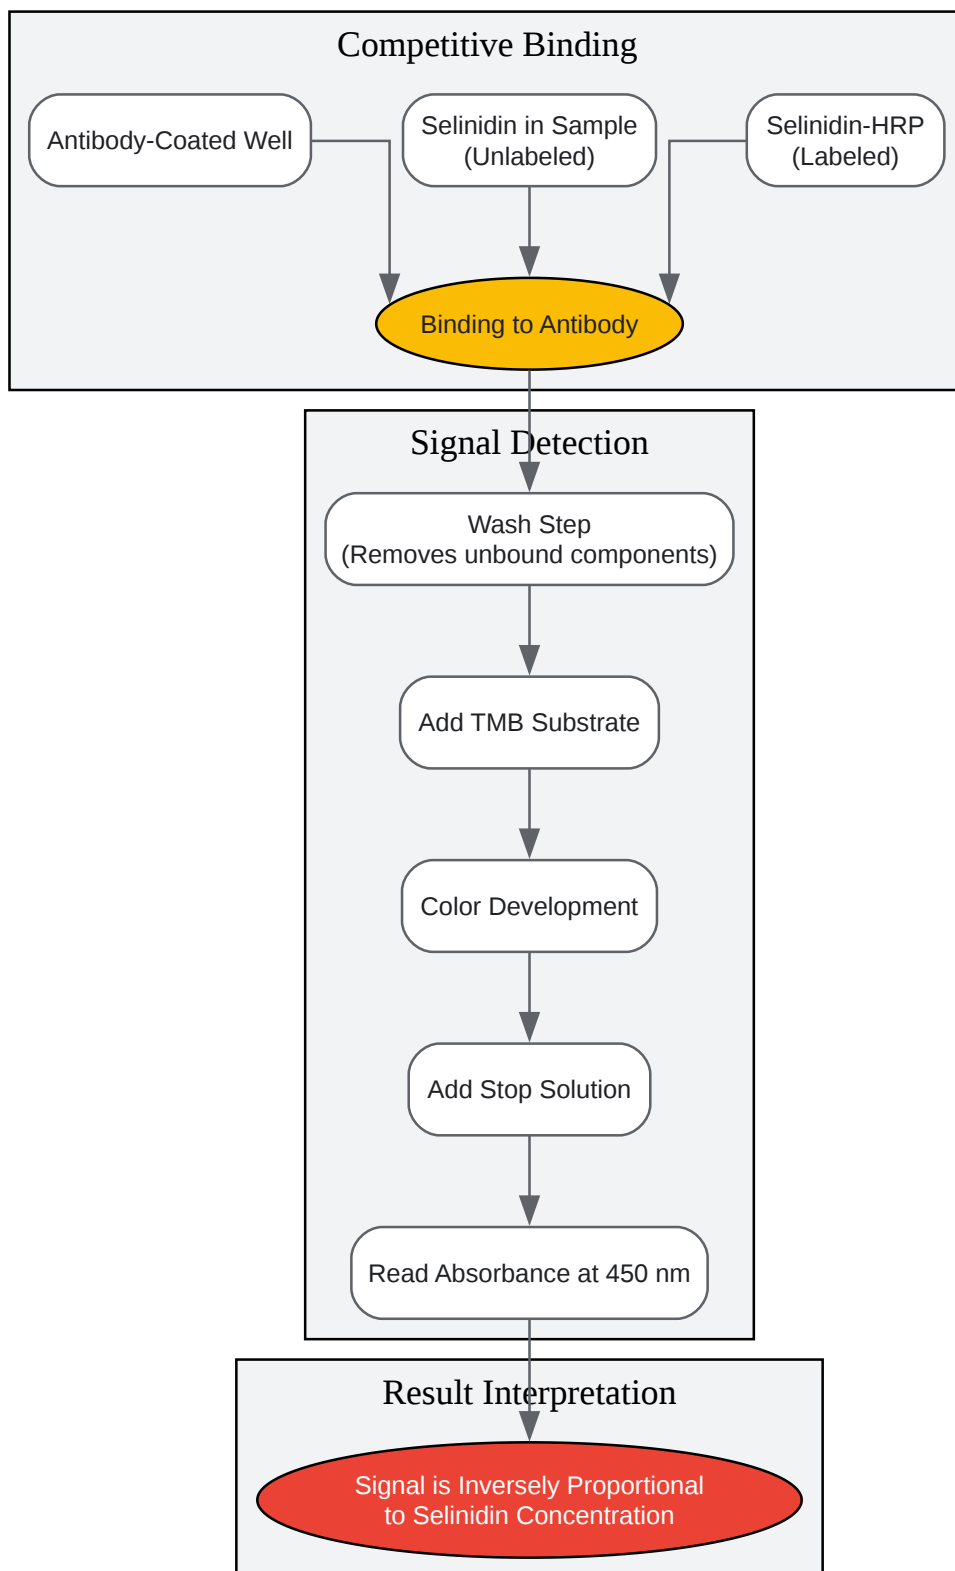 Competitive Binding
Antibody-Coated Well
Selinidin in Sample
(Unlabeled)
Selinidin-HRP
(Labeled)
Binding to Antibody
Signal Detection
Wash Step
(Removes unbound components)
Add TMB Substrate
Color Development
Add Stop Solution
Read Absorbance at 450 nm
Result Interpretation
Signal is Inversely Proportional
to Selinidin Concentration